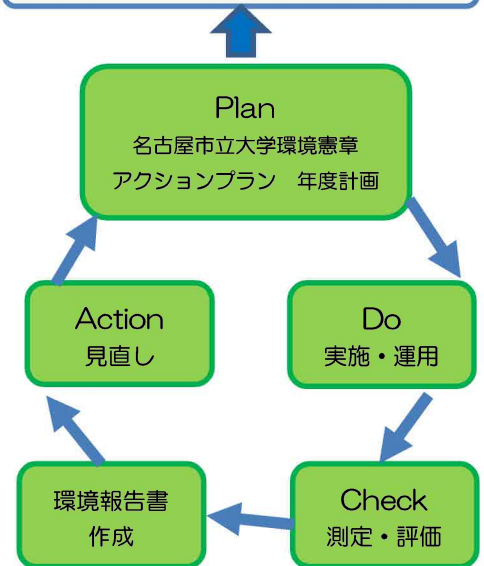 Plan
名古屋市立大学環境憲章
アクションプラン　年度計画
Action
見直し
Do
実施・運用
環境報告書
作成
Check
測定・評価